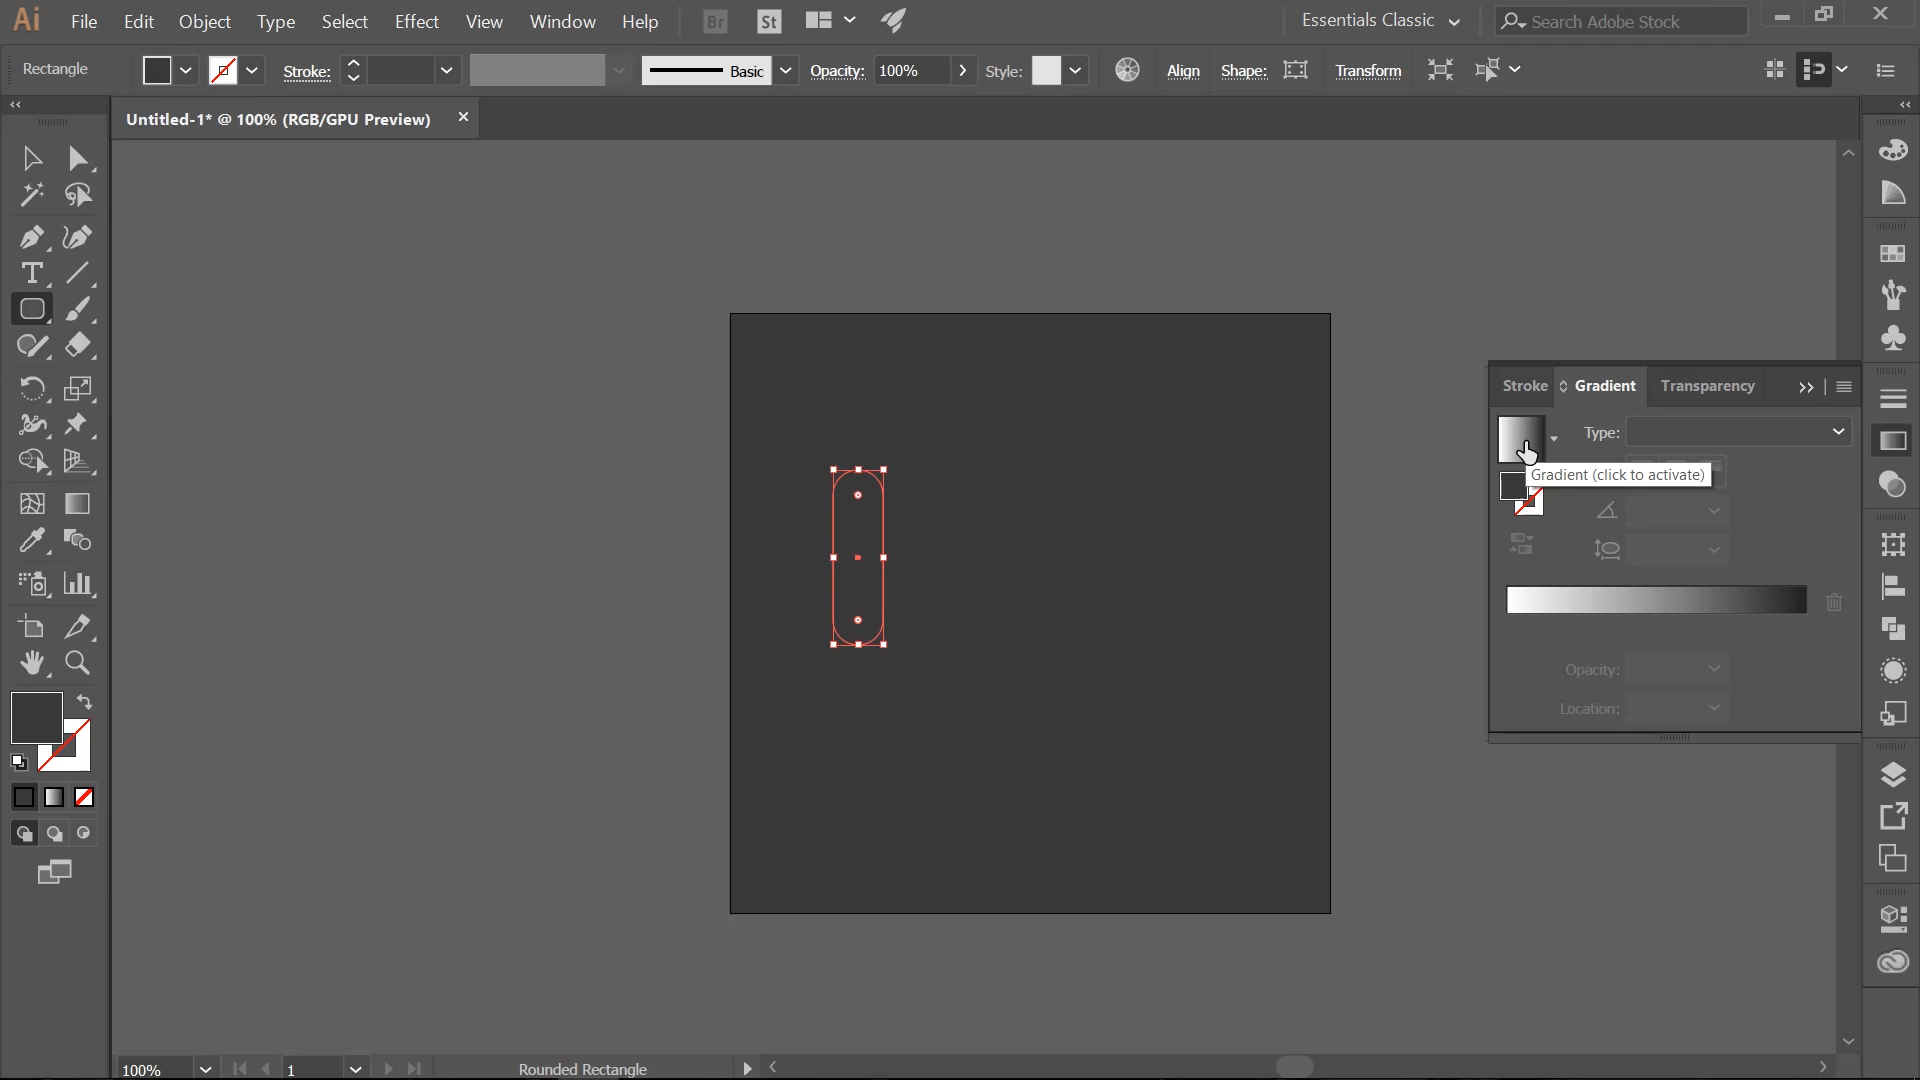 Ai File Edit Object Type Select Effect View Window Help Br St Essentials Classic Search Adobe Stock
Rectangle Stroke: Basic Opacity: 100% Style: Align Shape: Transform
Untitled-1* @ 100% (RGB/GPU Preview)
Stroke Gradient Transparency
Type:
Gradient (click to activate)
Opacity:
Location:
100% 1 Rounded Rectangle